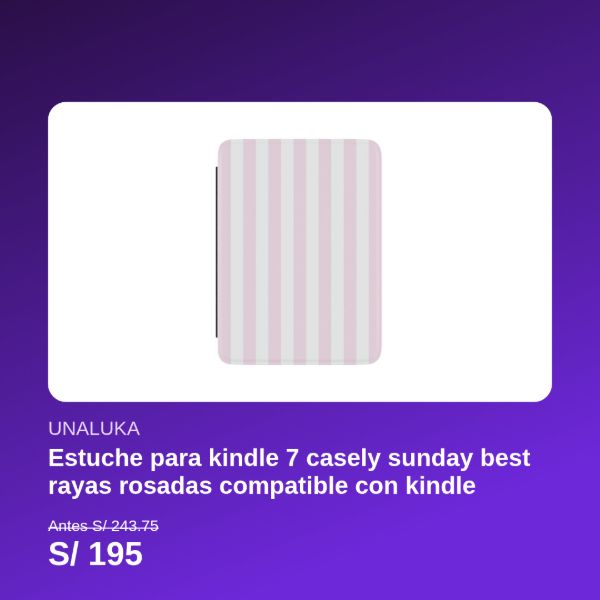 UNALUKA
Estuche para kindle 7 casely sunday best
rayas rosadas compatible con kindle
Antes S/ 243.75
S/ 195